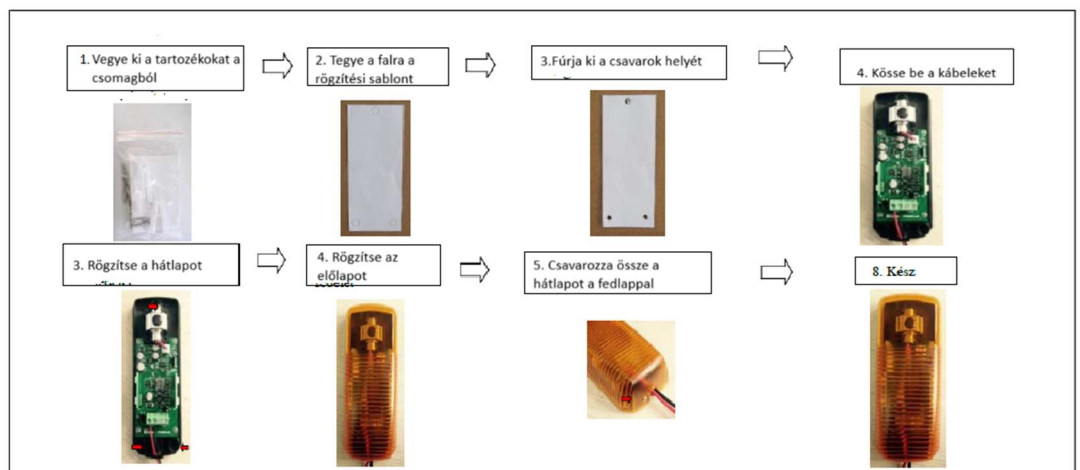 1. Vegye ki a tartozékokat a
csomagból
2. Tegye a falra a
rögzítési sablont
3.Fúrja ki a csavarok helyét
4. Kösse be a kábeleket
3. Rögzítse a hátlapot
4. Rögzítse az
előlapot
5. Csavarozza össze a
hátlapot a fedlappal
8. Kész